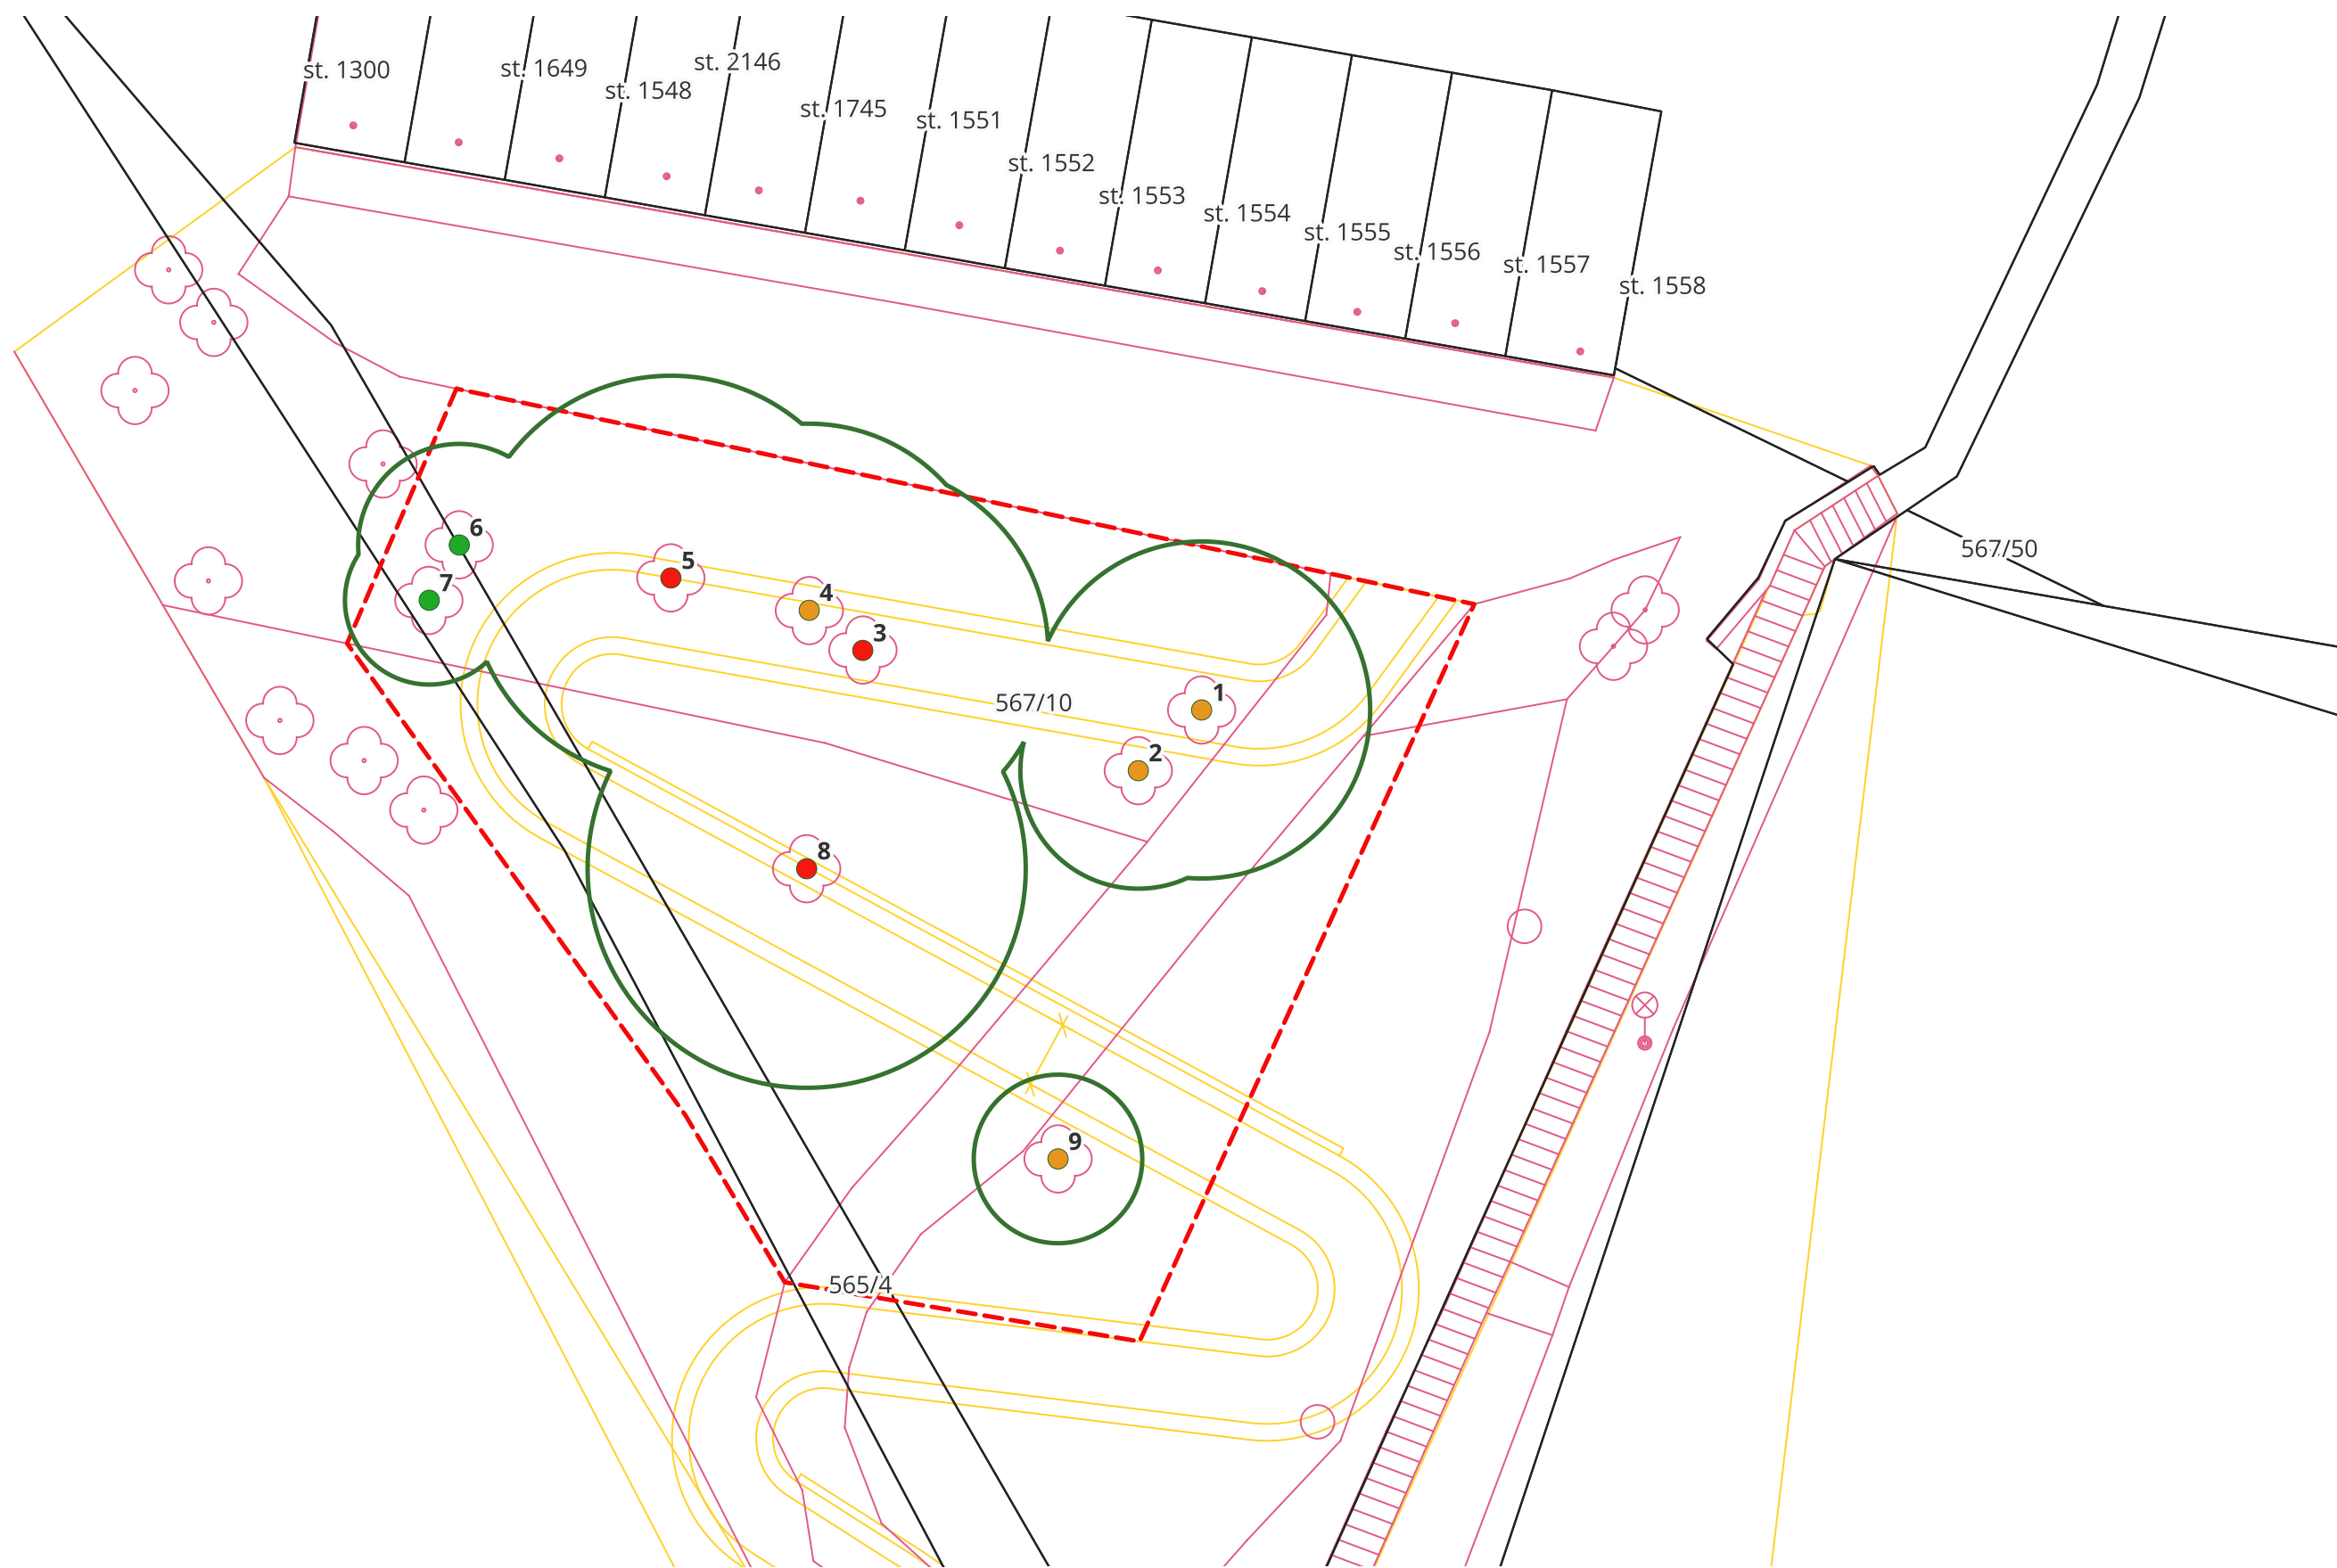 st. 1300
st. 1649
st. 1548
st. 2146
st. 1745
st. 1551
st. 1552
st. 1553
st. 1554
st. 1555
st. 1556
st. 1557
st. 1558
567/50
6
7
5
4
3
567/10
1
2
8
9
565/4